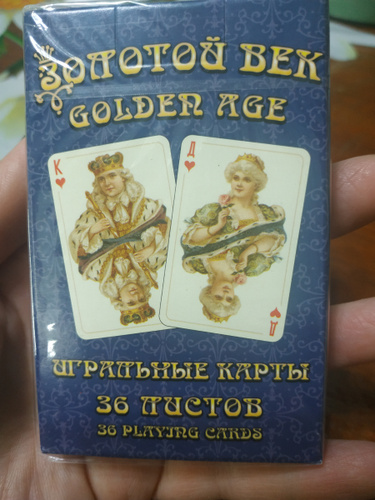 Золотой век
Golden Age
К
Д
Д
Игральные карты
36 листов
36 playing cards